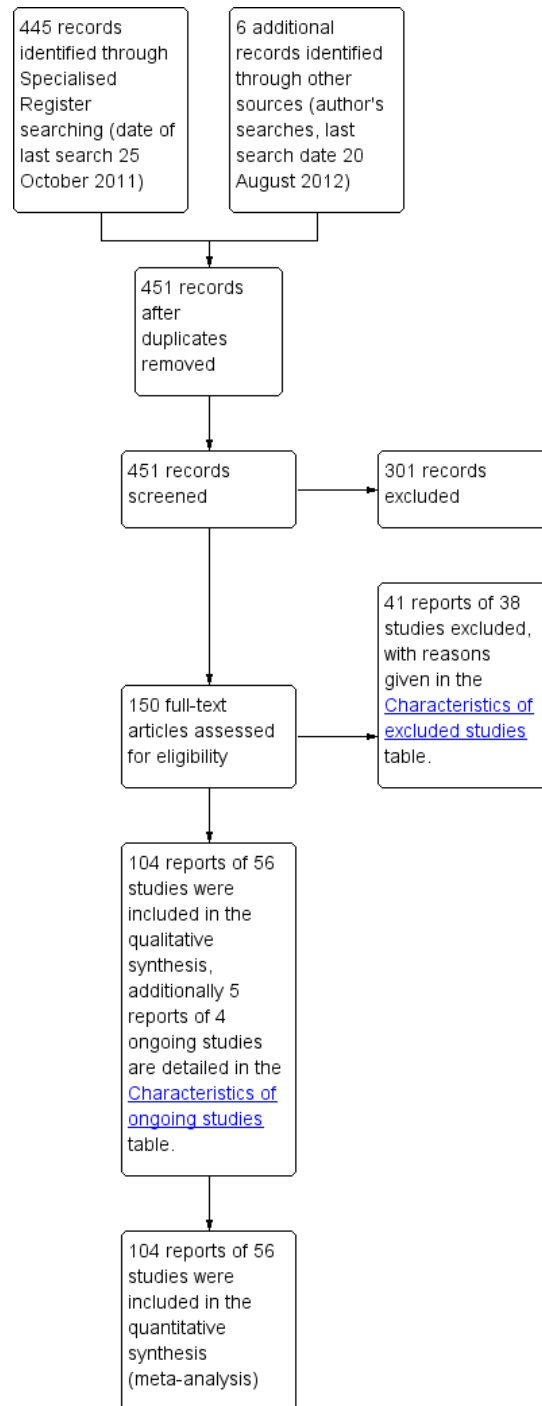 445 records
identified through
Specialised
Register
searching (date of
last search 25
October 2011)
6 additional
records identified
through other
sources (author's
searches, last
search date 20
August 2012)
451 records
after
duplicates
removed
451 records
screened
301 records
excluded
41 reports of 38
studies excluded,
with reasons
given in the
Characteristics of
excluded studies
table.
150 full-text
articles assessed
for eligibility
104 reports of 56
studies were
included in the
qualitative
synthesis,
additionally 5
reports of 4
ongoing studies
are detailed in the
Characteristics of
ongoing studies
table.
104 reports of 56
studies were
included in the
quantitative
synthesis
(meta-analysis)